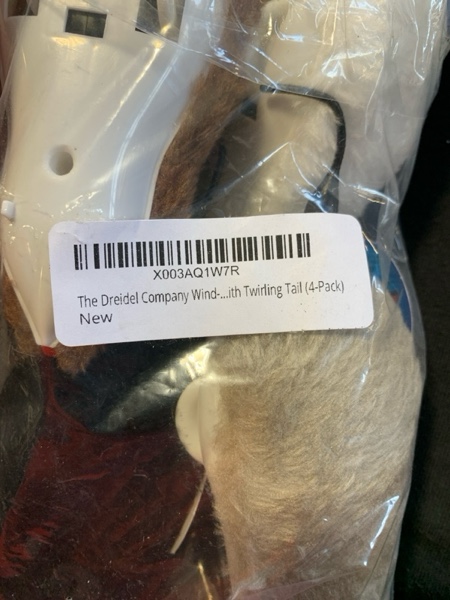 X003AQ1W7R
The Dreidel Company Wind-...ith Twirling Tail (4-Pack)
New